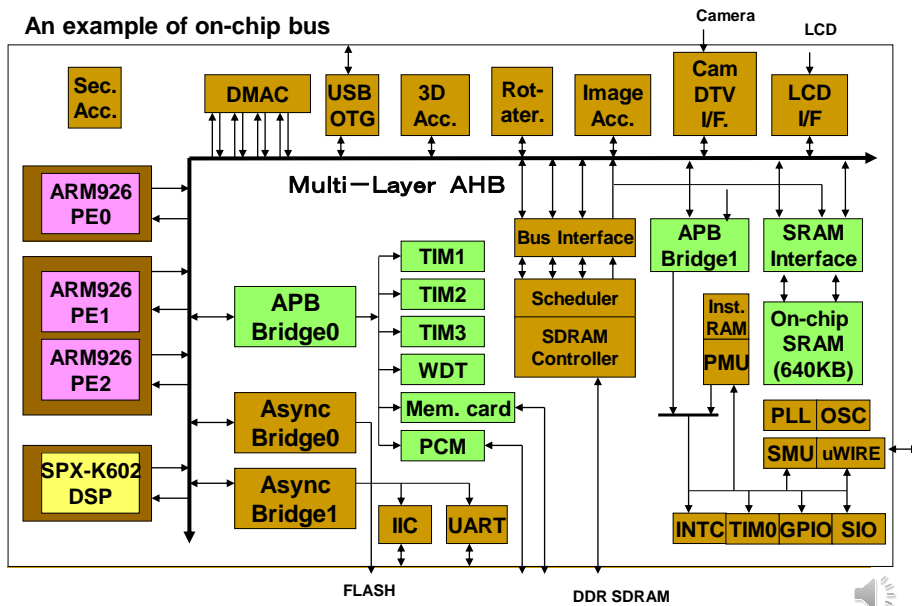 An example of on-chip bus
Camera
LCD
Sec.
Acc.
DMAC
USB
OTG
3D
Acc.
Rot-
ater.
Image
Acc.
Cam
DTV
I/F.
LCD
I/F
Multi－Layer AHB
ARM926
PE0
ARM926
PE1
ARM926
PE2
SPX-K602
DSP
APB
Bridge0
Async
Bridge0
Async
Bridge1
TIM1
TIM2
TIM3
WDT
Mem. card
PCM
IIC
UART
Bus Interface
Scheduler
SDRAM
Controller
APB
Bridge1
Inst.
RAM
PMU
SRAM
Interface
On-chip
SRAM
(640KB)
PLL
OSC
SMU
uWIRE
INTC
TIM0
GPIO
SIO
FLASH
DDR SDRAM